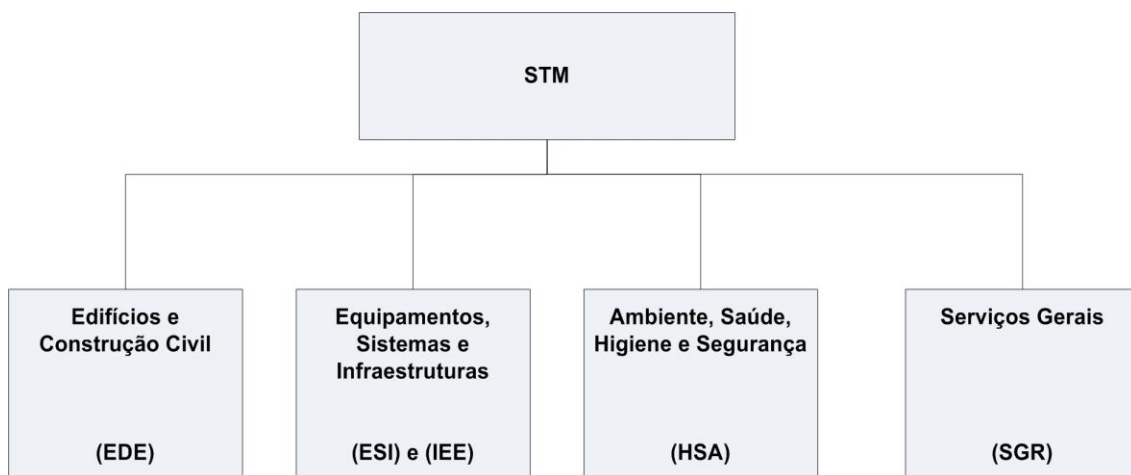 STM
Edifícios e
Construção Civil
(EDE)
Equipamentos,
Sistemas e
Infraestruturas
(ESI) e (IEE)
Ambiente, Saúde,
Higiene e Segurança
(HSA)
Serviços Gerais
(SGR)